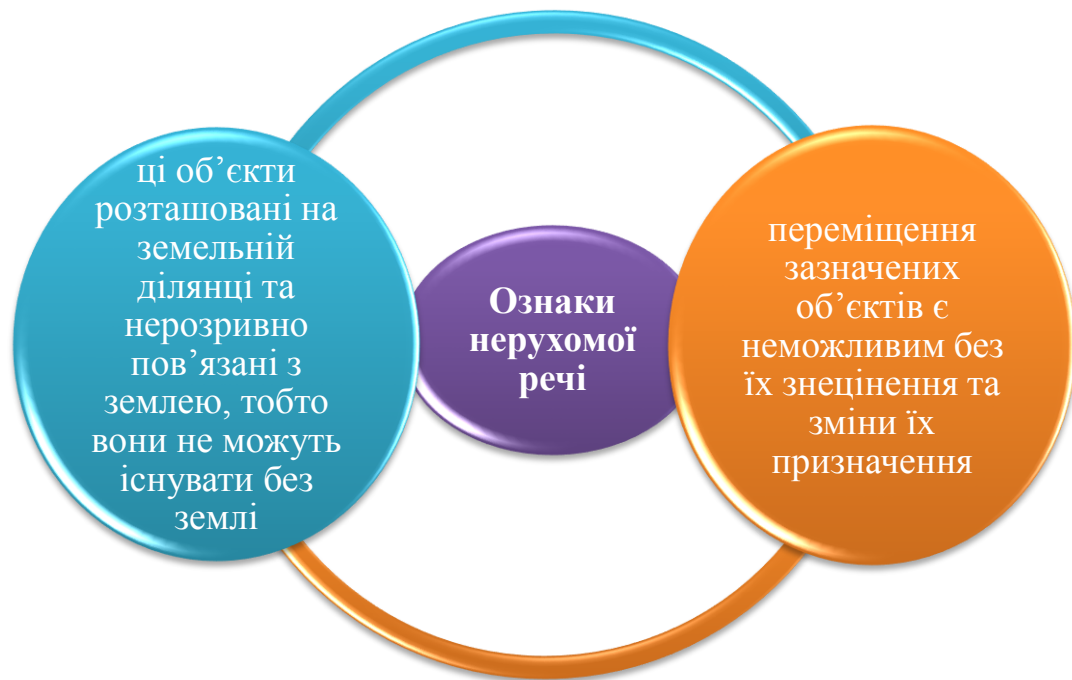 ці об’єкти
розташовані на
земельній
ділянці та
нерозривно
пов’язані з
землею, тобто
вони не можуть
існувати без
землі
Ознаки
нерухомої
речі
переміщення
зазначених
об’єктів є
неможливим без
їх знецінення та
зміни їх
призначення